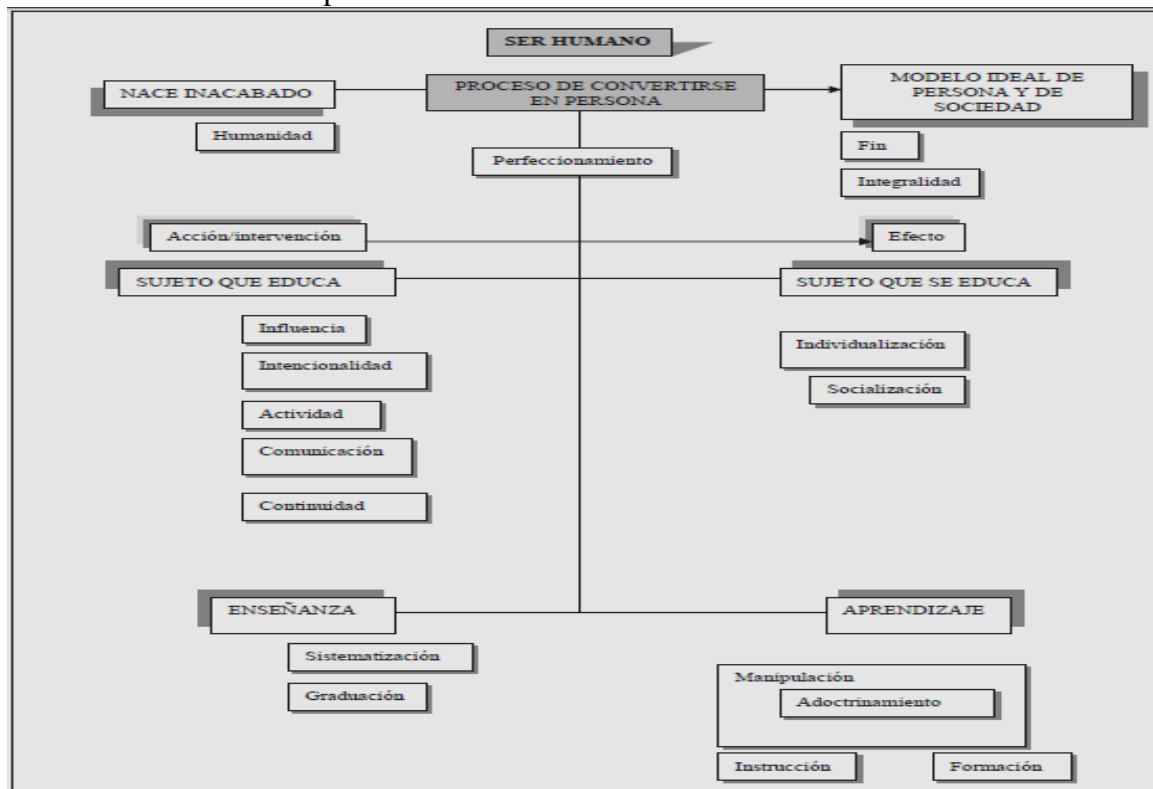 SER HUMANO
NACE INACABADO
PROCESO DE CONVERTIRSE
EN PERSONA
MODELO IDEAL DE
PERSONA Y DE
SOCIEDAD
Humanidad
Perfeccionamiento
Fin
Integralidad
Acción/intervención
Efecto
SUJETO QUE EDUCA
SUJETO QUE SE EDUCA
Influencia
Intencionalidad
Actividad
Comunicación
Continuidad
Individualización
Socialización
ENSEÑANZA
APRENDIZAJE
Sistematización
Graduación
Manipulación
Adoctrinamiento
Instrucción
Formación